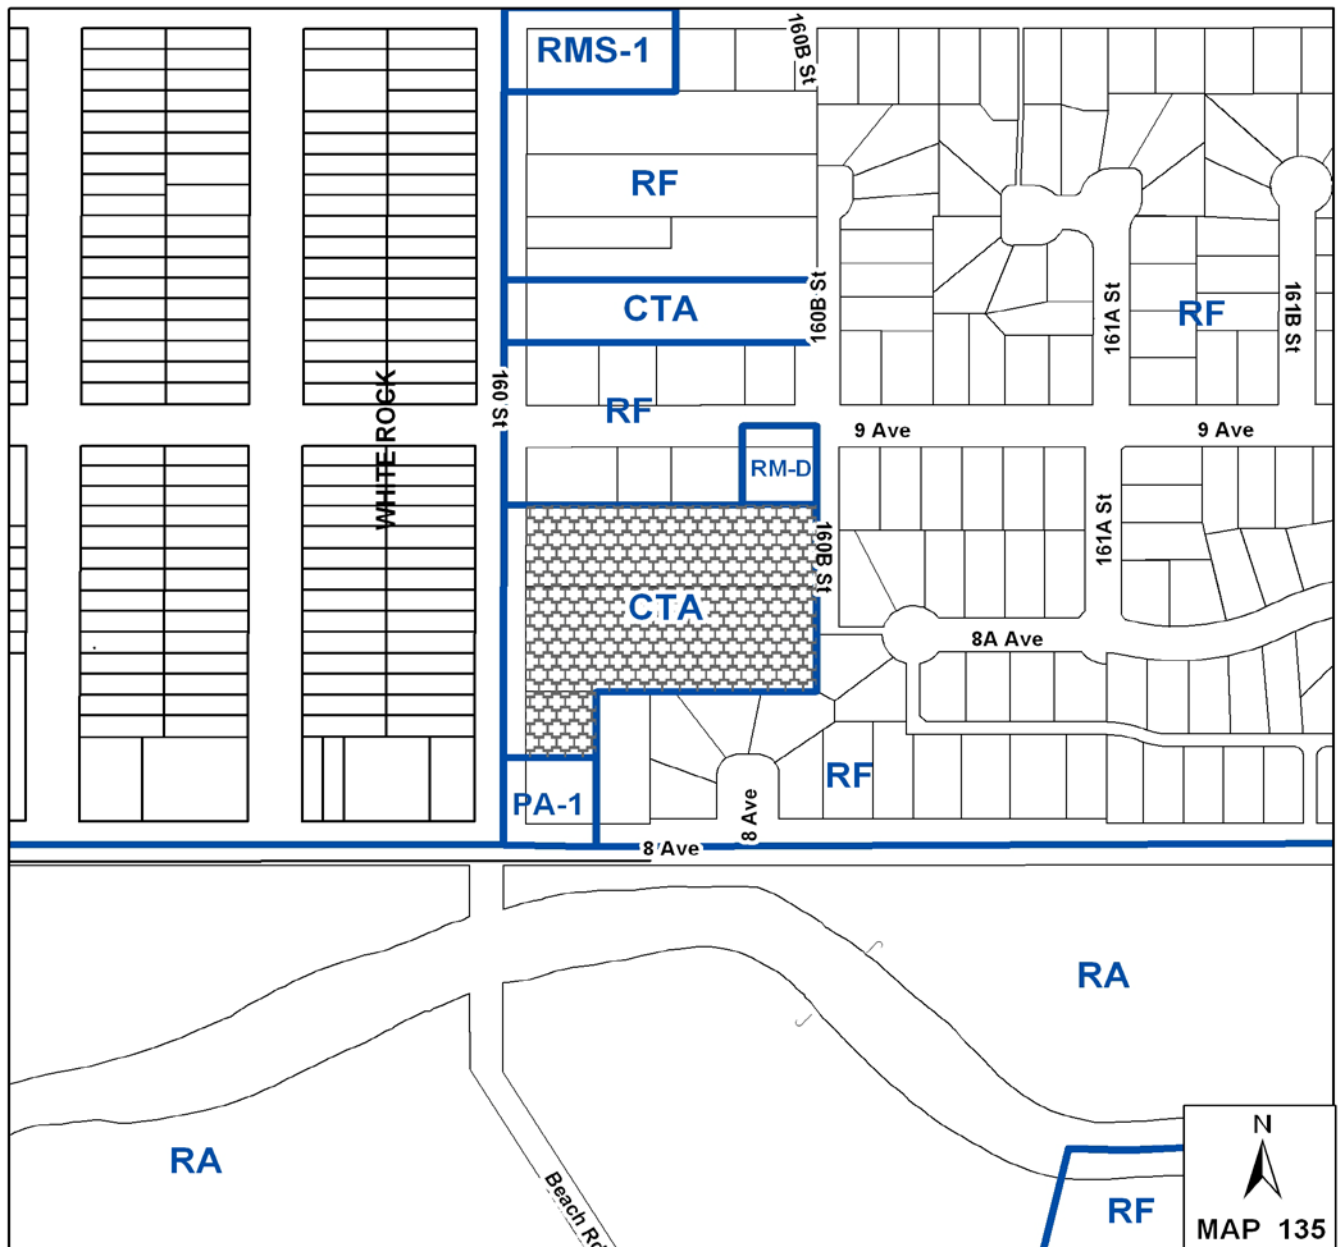 160B St
RMS-1
RF
CTA
160B St
161A St
RF
161B St
160 St
WHITE ROCK
RF
9 Ave
9 Ave
RM-D
160B St
161A St
CTA
8A Ave
RF
PA-1
8 Ave
8 Ave
RA
RA
Beach Rd
RF
N
MAP 135